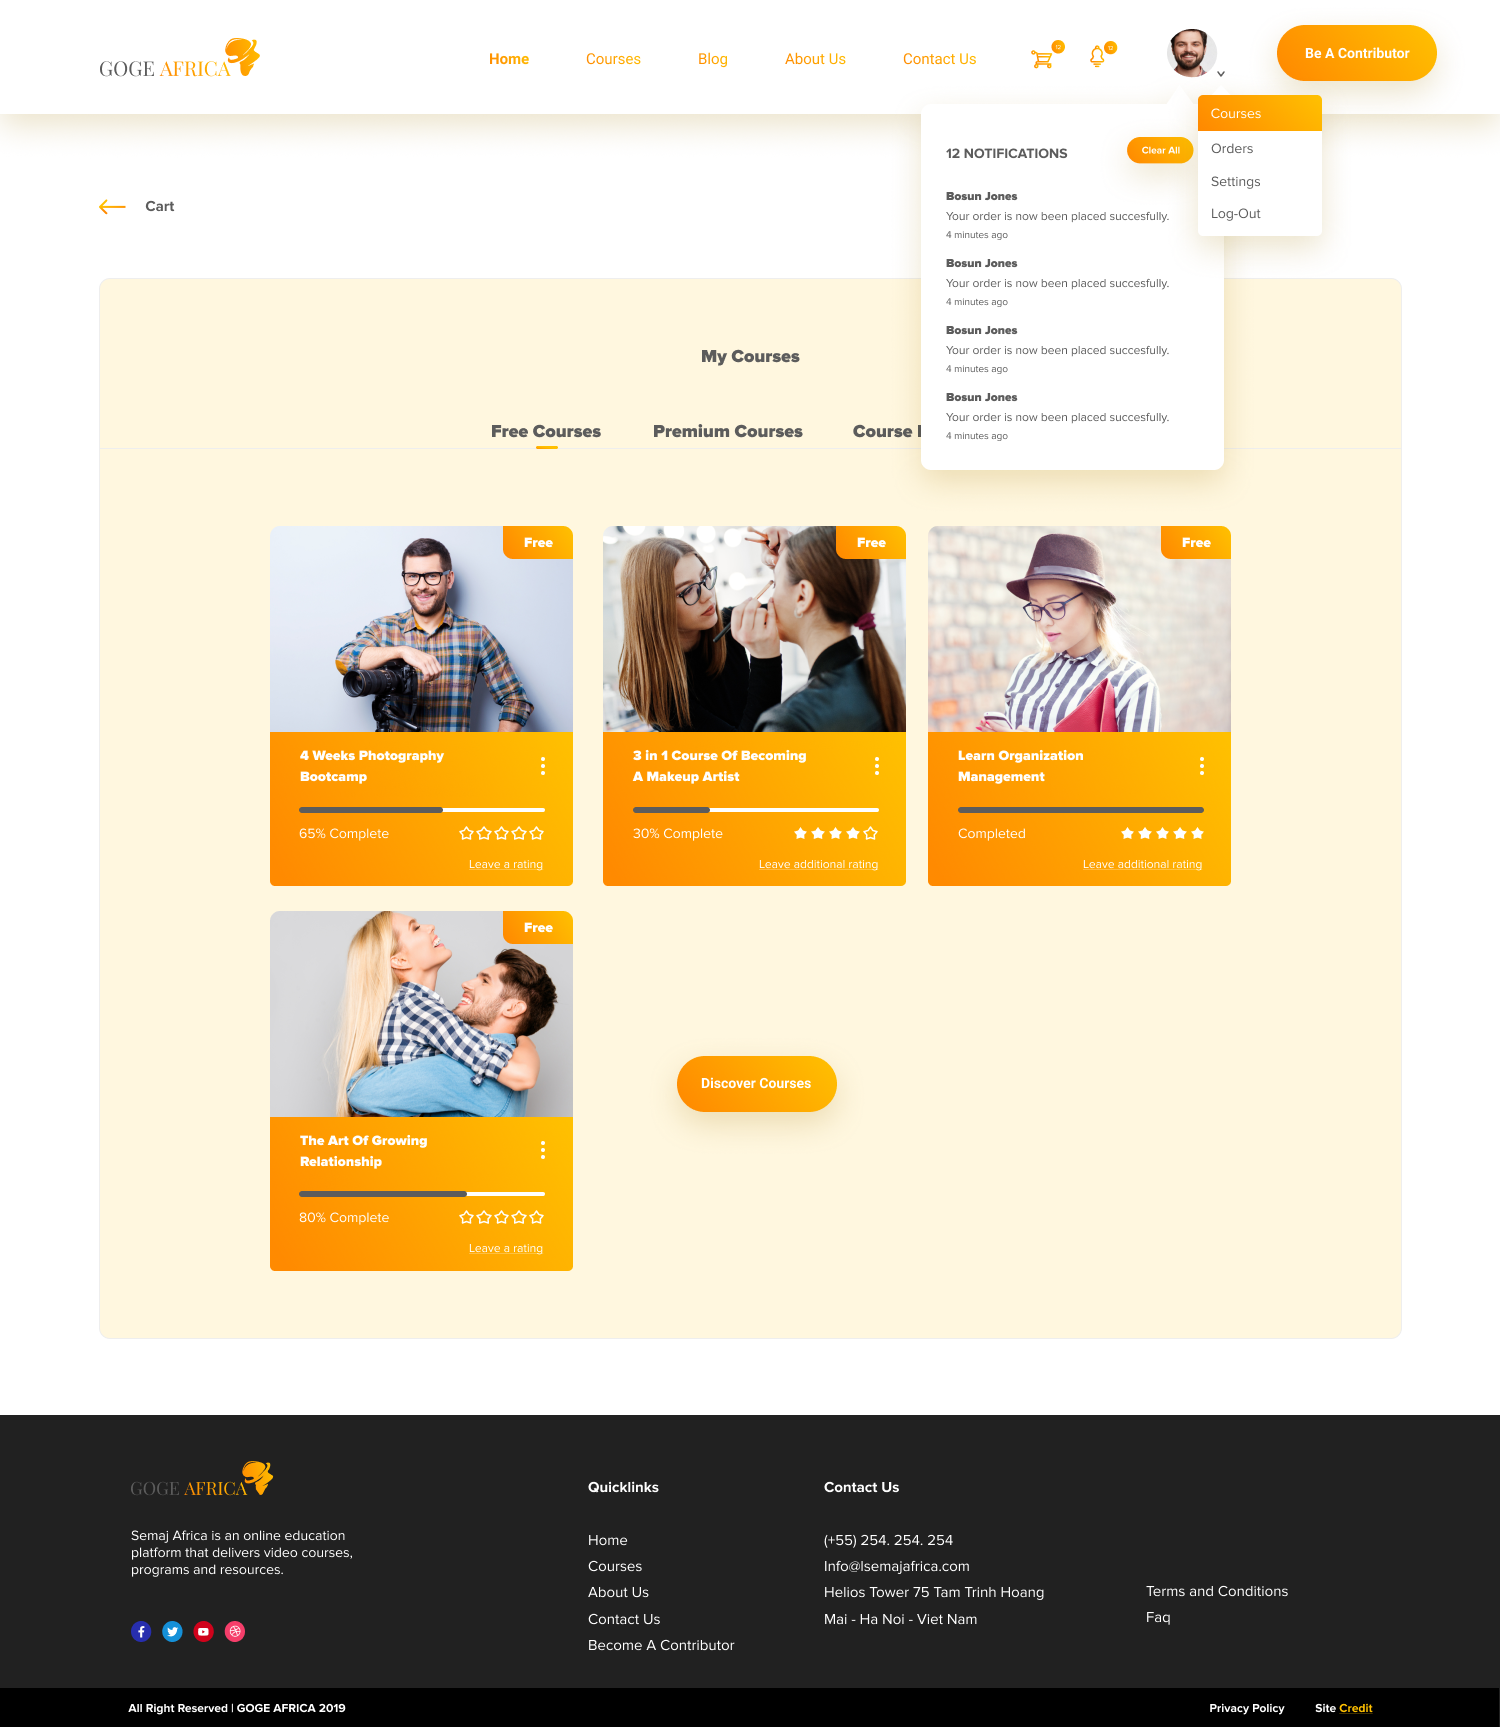 GOGE AFRICA
Home
Courses
Blog
About Us
Contact Us
12
Be A Contributor
Courses
Orders
Settings
Log-Out
12 NOTIFICATIONS
Clear All
Bosun Jones
Your order is now been placed succesfully.
4 minutes ago
Bosun Jones
Your order is now been placed succesfully.
4 minutes ago
Bosun Jones
Your order is now been placed succesfully.
4 minutes ago
Bosun Jones
Your order is now been placed succesfully.
4 minutes ago
Cart
My Courses
Free Courses
Premium Courses
Course
Free
4 Weeks Photography
Bootcamp
65% Complete
Leave a rating
Free
3 in 1 Course Of Becoming
A Makeup Artist
30% Complete
Leave additional rating
Free
Learn Organization
Management
Completed
Leave additional rating
Free
The Art Of Growing
Relationship
80% Complete
Leave a rating
Discover Courses
GOGE AFRICA
Semaj Africa is an online education
platform that delivers video courses,
programs and resources.
Quicklinks
Home
Courses
About Us
Contact Us
Become A Contributor
Contact Us
(+55) 254. 254. 254
Info@lsemajafrica.com
Helios Tower 75 Tam Trinh Hoang
Mai - Ha Noi - Viet Nam
Terms and Conditions
Faq
All Right Reserved | GOGE AFRICA 2019
Privacy Policy
Site Credit